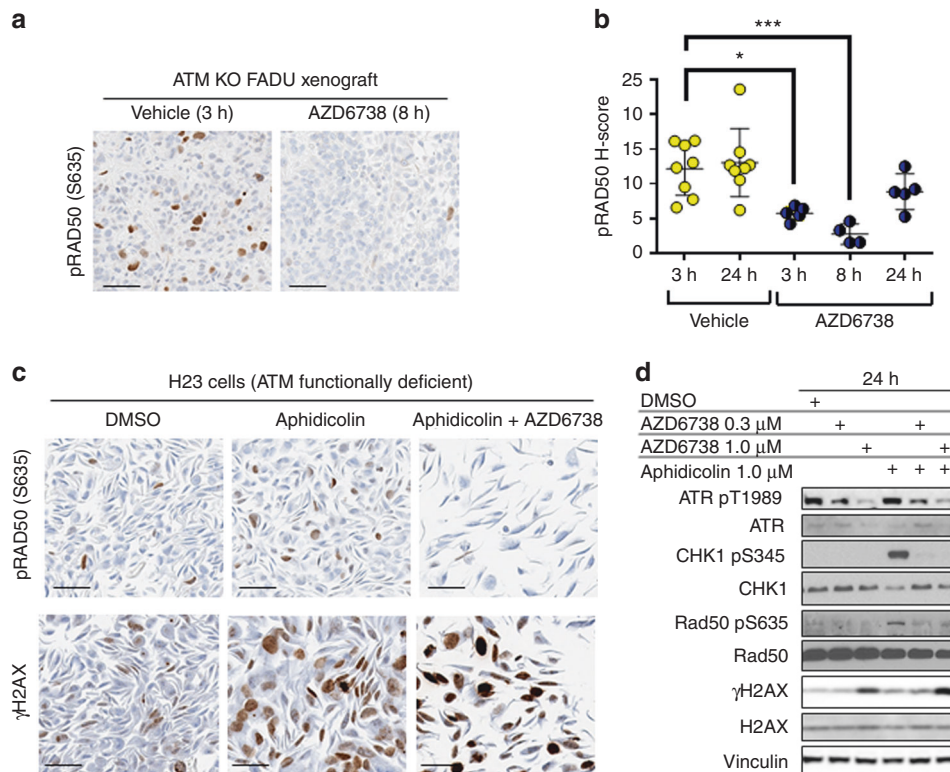 a
ATM KO FADU xenograft
Vehicle (3 h) AZD6738 (8 h)
pRAD50 (S635)
b
***
*
pRAD50 H-score
25
10
15
10
5
0
3 h 24 h 3 h 8 h 24 h
Vehicle AZD6738
c
H23 cells (ATM functionally deficient)
DMSO Aphidicolin Aphidicolin + AZD6738
pRAD50 (S635)
γH2AX
d
24 h
DMSO +
AZD6738 0.3 μM + +
AZD6738 1.0 μM + +
Aphidicolin 1.0 μM + + +
ATR pT1989
ATR
CHK1 pS345
CHK1
Rad50 pS635
Rad50
γH2AX
H2AX
Vinculin